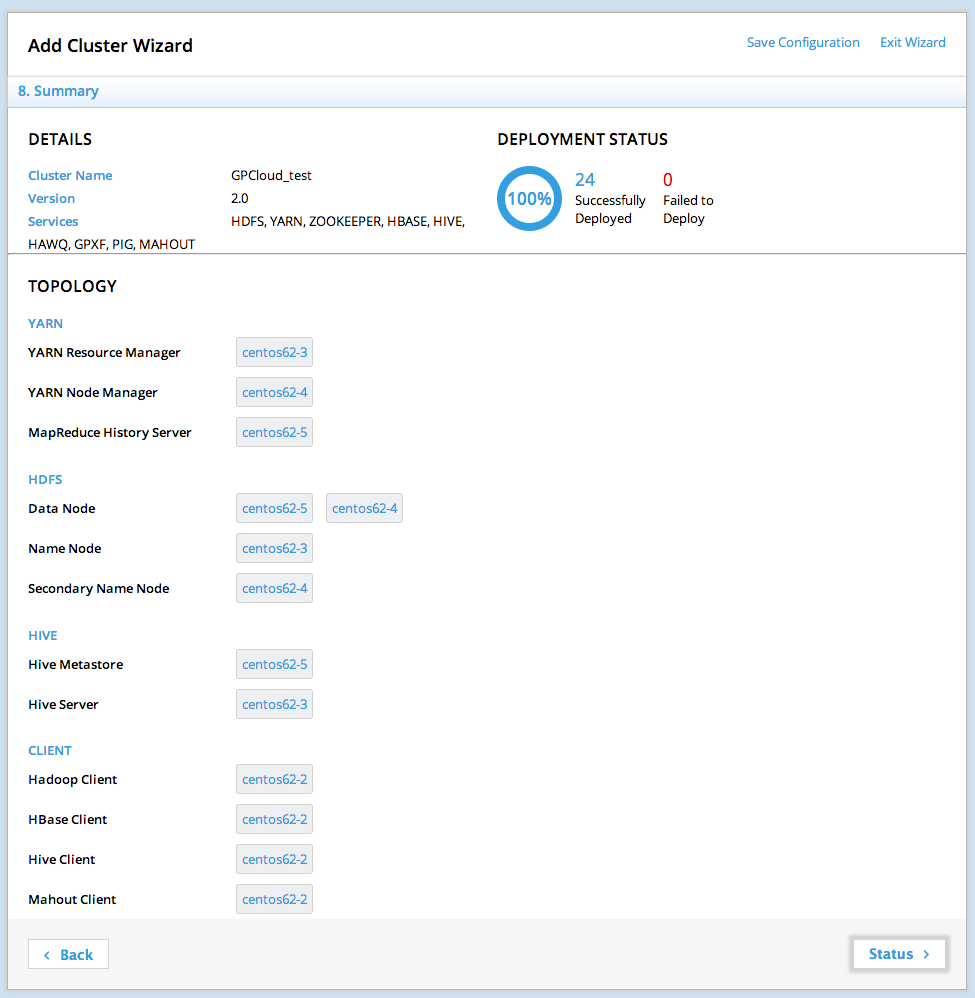 Add Cluster Wizard
Save Configuration Exit Wizard
8. Summary
DETAILS
Cluster Name GPCloud_test
Version 2.0
Services HDFS, YARN, ZOOKEEPER, HBASE, HIVE,
HAWQ, GPXF, PIG, MAHOUT
DEPLOYMENT STATUS
100%
24
Successfully
Deployed
0
Failed to
Deploy
TOPOLOGY
YARN
YARN Resource Manager centos62-3
YARN Node Manager centos62-4
MapReduce History Server centos62-5
HDFS
Data Node centos62-5 centos62-4
Name Node centos62-3
Secondary Name Node centos62-4
HIVE
Hive Metastore centos62-5
Hive Server centos62-3
CLIENT
Hadoop Client centos62-2
HBase Client centos62-2
Hive Client centos62-2
Mahout Client centos62-2
< Back
Status >